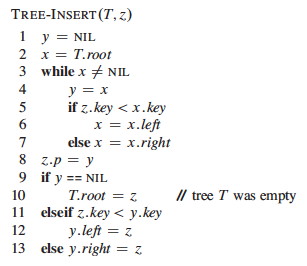 TREE-INSERT(T, z)
1 y = NIL
2 x = T.root
3 while x ≠ NIL
4 y = x
5 if z.key < x.key
6 x = x.left
7 else x = x.right
8 z.p = y
9 if y == NIL
10 T.root = z // tree T was empty
11 elseif z.key < y.key
12 y.left = z
13 else y.right = z